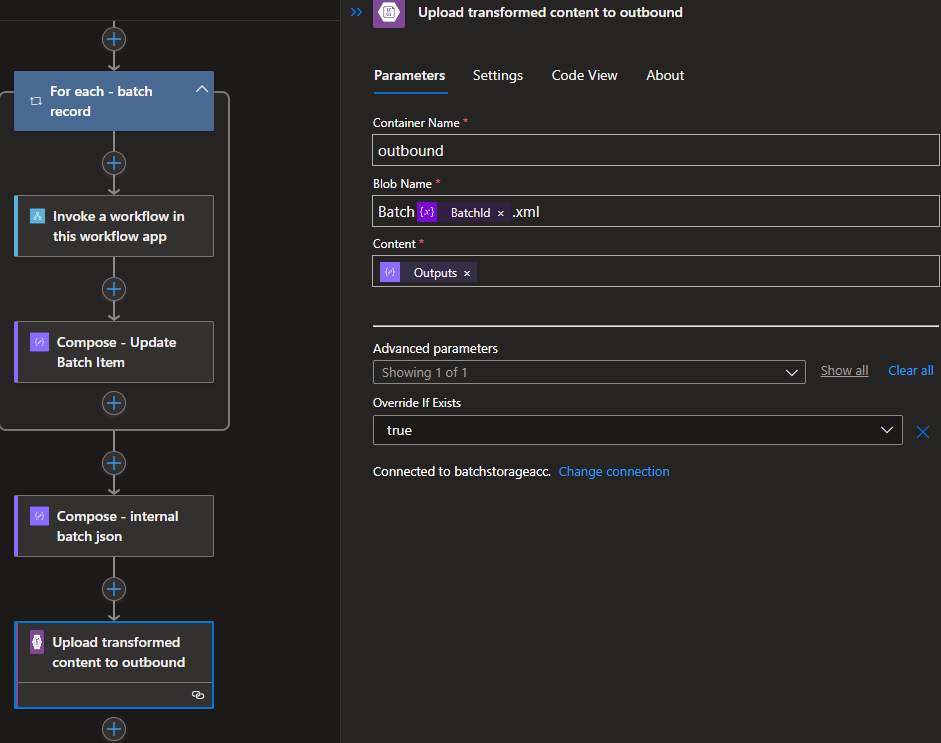 For each - batch
record
Invoke a workflow in
this workflow app
Compose - Update
Batch Item
Compose - internal
batch json
Upload transformed
content to outbound
Upload transformed content to outbound
Parameters Settings Code View About
Container Name *
outbound
Blob Name *
Batch BatchId × .xml
Content *
Outputs ×
Advanced parameters
Showing 1 of 1 Show all Clear all
Override If Exists
true
Connected to batchstorageacc. Change connection